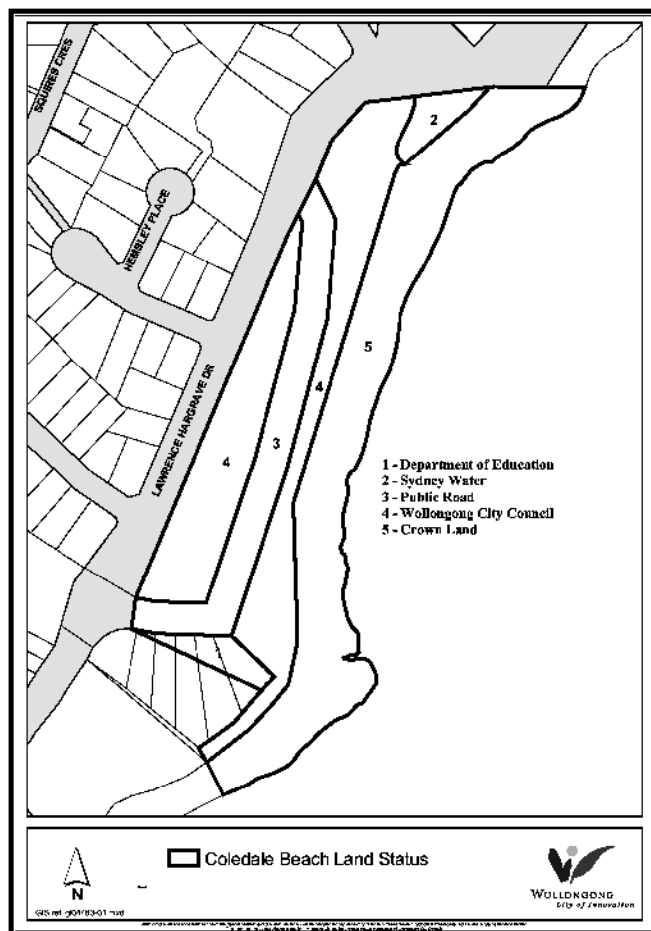 SQUIRES CRES
HEMSLEY PLACE
LAWRENCE HARGRAVE DR
2
5
4
3
4
1 - Department of Education
2 - Sydney Water
3 - Public Road
4 - Wollongong City Council
5 - Crown Land
Coledale Beach Land Status
N
WOLLONGONG
City of Innovation